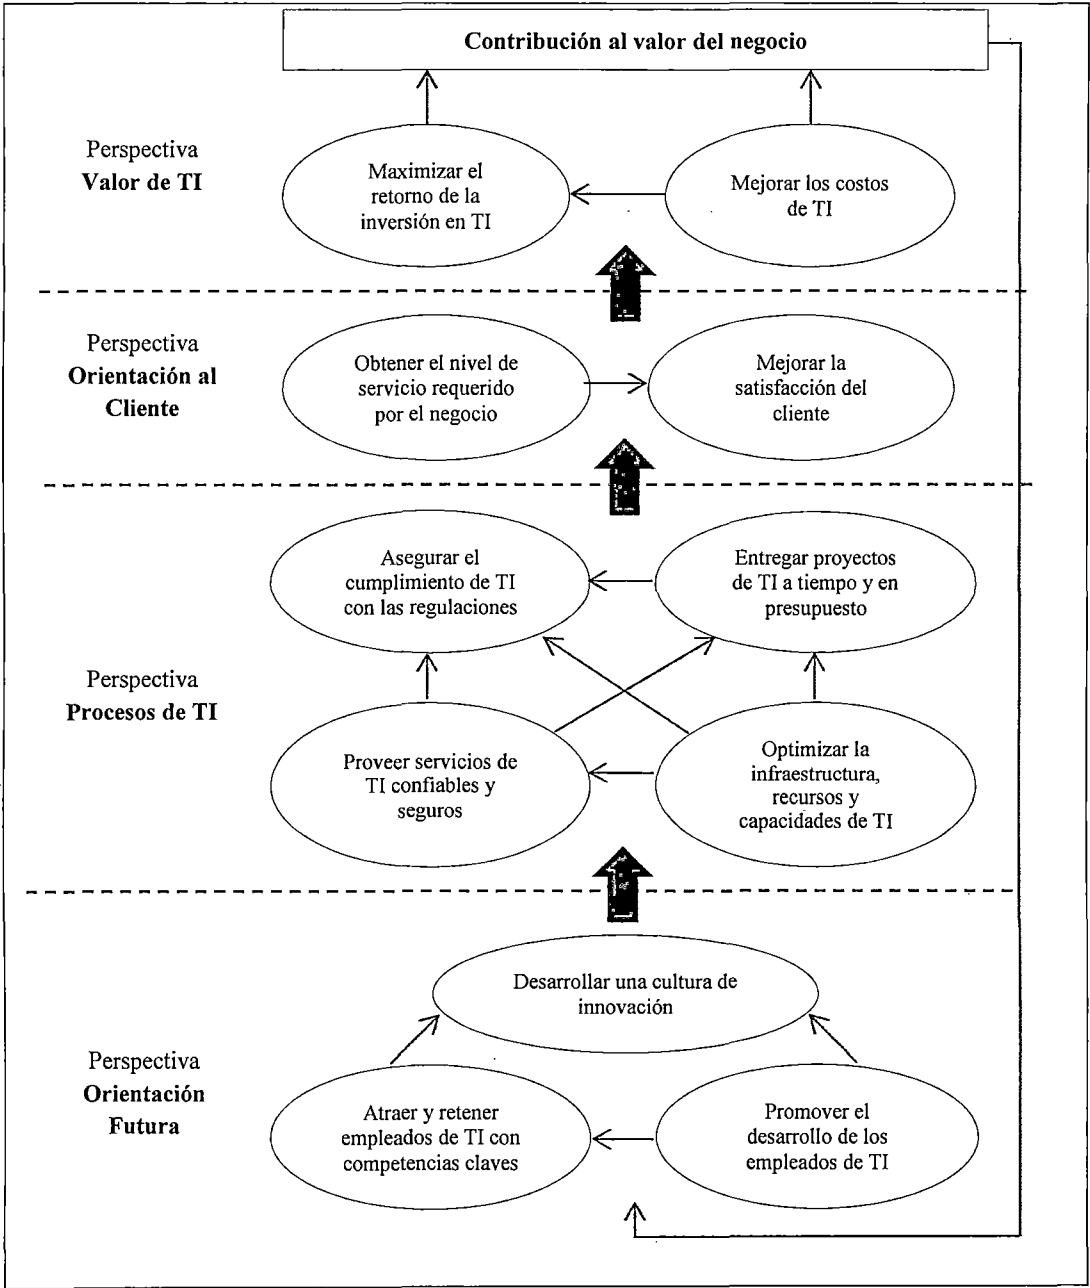 Contribución al valor del negocio
Perspectiva
Valor de TI
Maximizar el
retorno de la
inversión en TI
Mejorar los costos
de TI
Perspectiva
Orientación al
Cliente
Obtener el nivel de
servicio requerido
por el negocio
Mejorar la
satisfacción del
cliente
Perspectiva
Procesos de TI
Asegurar el
cumplimiento de TI
con las regulaciones
Entregar proyectos
de TI a tiempo y en
presupuesto
Proveer servicios de
TI confiables y
seguros
Optimizar la
infraestructura,
recursos y
capacidades de TI
Perspectiva
Orientación
Futura
Desarrollar una cultura de
innovación
Atraer y retener
empleados de TI con
competencias claves
Promover el
desarrollo de los
empleados de TI